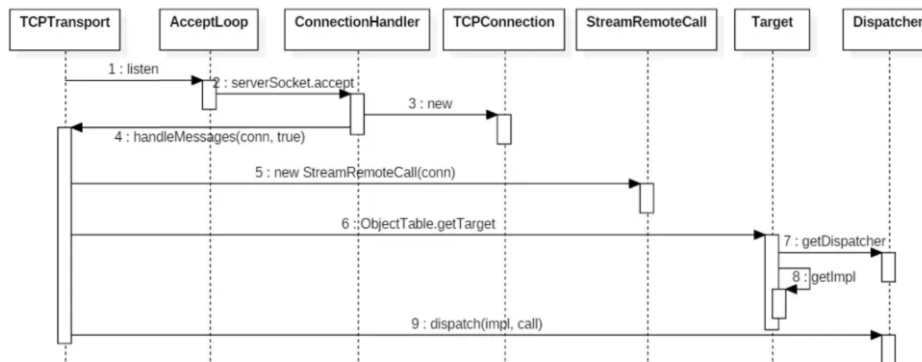 TCPTransport
AcceptLoop
ConnectionHandler
TCPConnection
StreamRemoteCall
Target
Dispatcher
1 : listen
2 : serverSocket.accept
3 : new
4 : handleMessages(conn, true)
5 : new StreamRemoteCall(conn)
6 : ObjectTable.getTarget
7 : getDispatcher
8 : getImpl
9 : dispatch(impl, call)